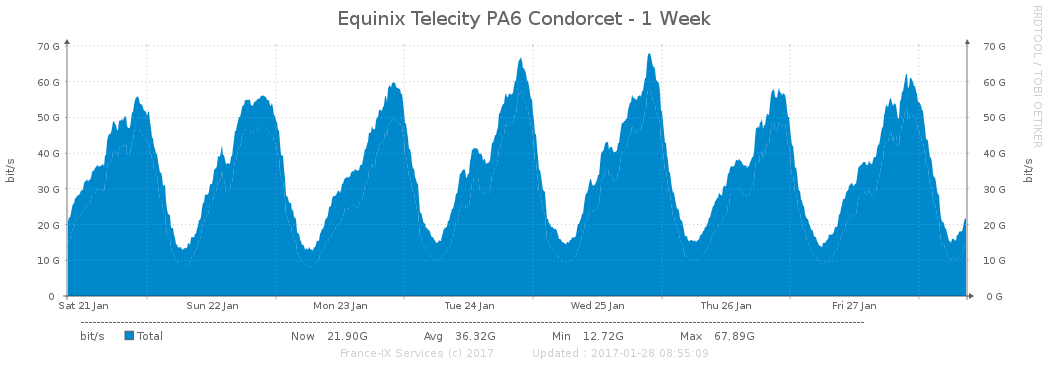 Equinix Telecity PA6 Condorcet - 1 Week
RRDTOOL / TOBI OETIKER
bit/s
70 G
60 G
50 G
40 G
30 G
20 G
10 G
0
70 G
60 G
50 G
40 G
30 G
20 G
10 G
0 G
bit/s
Sat 21 Jan Sun 22 Jan Mon 23 Jan Tue 24 Jan Wed 25 Jan Thu 26 Jan Fri 27 Jan
bit/s Total Now 21.90G Avg 36.32G Min 12.72G Max 67.89G
France-IX Services (c) 2017 Updated : 2017-01-28 08:55:09